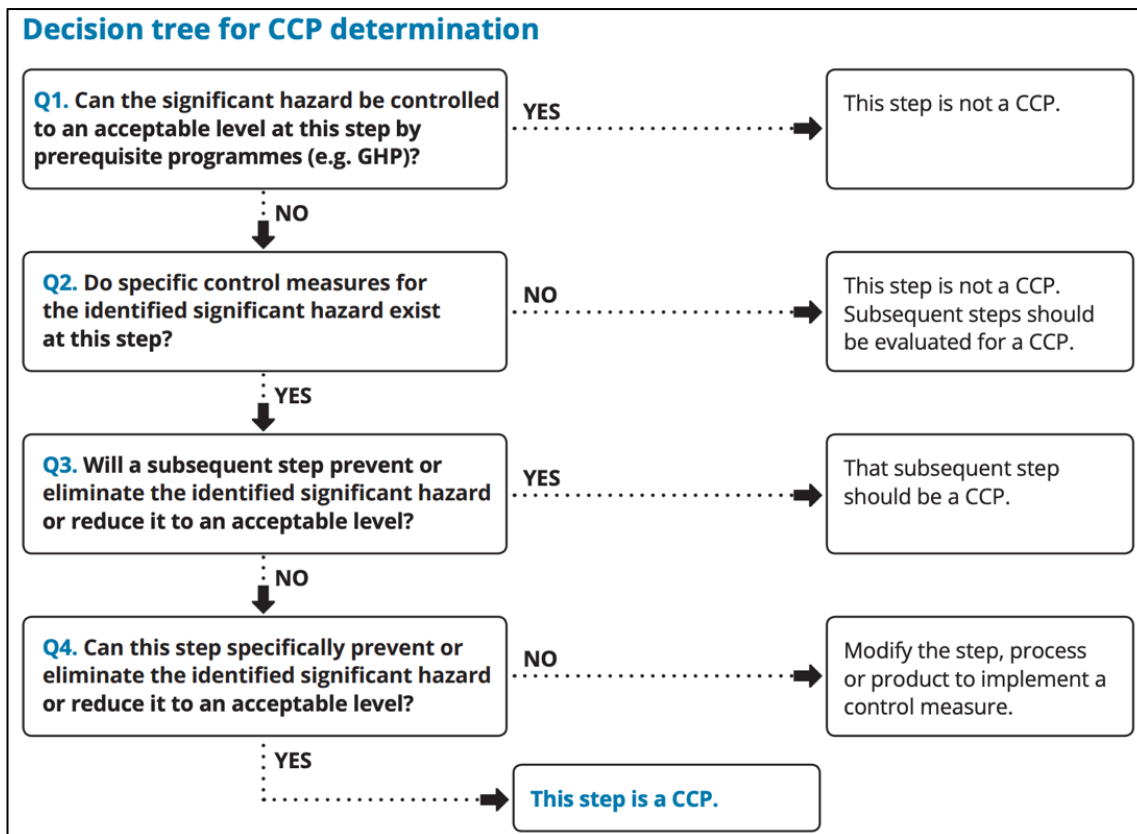 Decision tree for CCP determination
Q1. Can the significant hazard be controlled
to an acceptable level at this step by
prerequisite programmes (e.g. GHP)?
YES
This step is not a CCP.
NO
Q2. Do specific control measures for
the identified significant hazard exist
at this step?
NO
This step is not a CCP.
Subsequent steps should
be evaluated for a CCP.
YES
Q3. Will a subsequent step prevent or
eliminate the identified significant hazard
or reduce it to an acceptable level?
YES
That subsequent step
should be a CCP.
NO
Q4. Can this step specifically prevent or
eliminate the identified significant hazard
or reduce it to an acceptable level?
NO
Modify the step, process
or product to implement a
control measure.
YES
This step is a CCP.